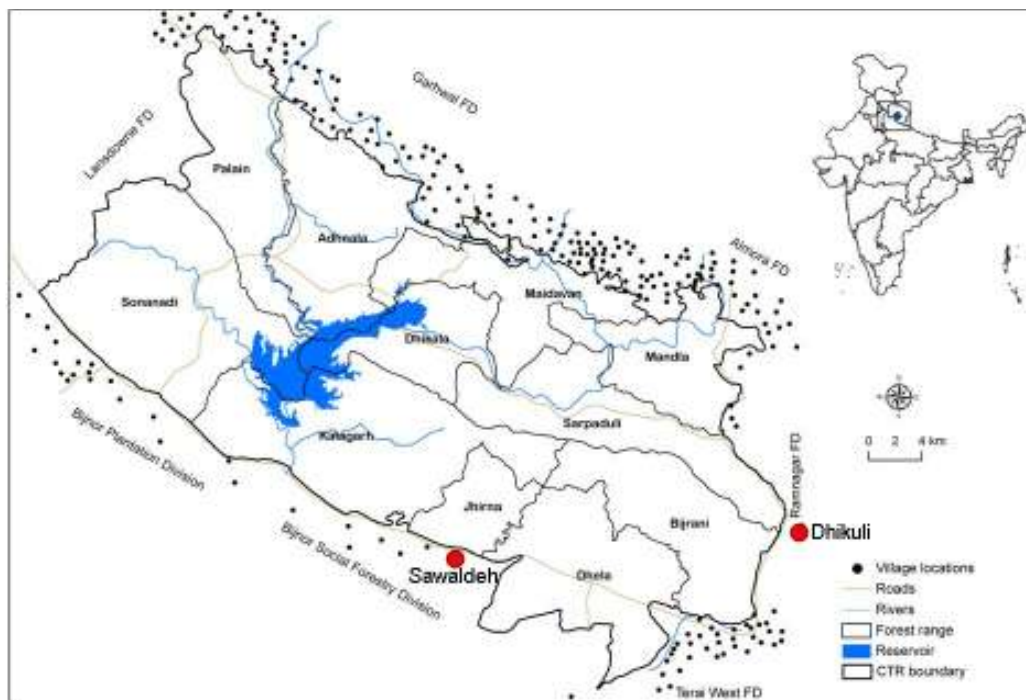 Garhwal FD
Lansdowne FD
Palain
Adhnala
Almora FD
Sonanadi
Maidavan
Dhikala
Mandla
Sarpaduli
Kalagarh
Bijnor Plantation Division
0 2 4 km
Ramnagar FD
Jhirna
Bijrani
Dhikuli
Bijnor Social Forestry Division
Sawaldeh
Dhela
Village locations
Roads
Rivers
Forest range
Reservoir
CTR boundary
Terai West FD